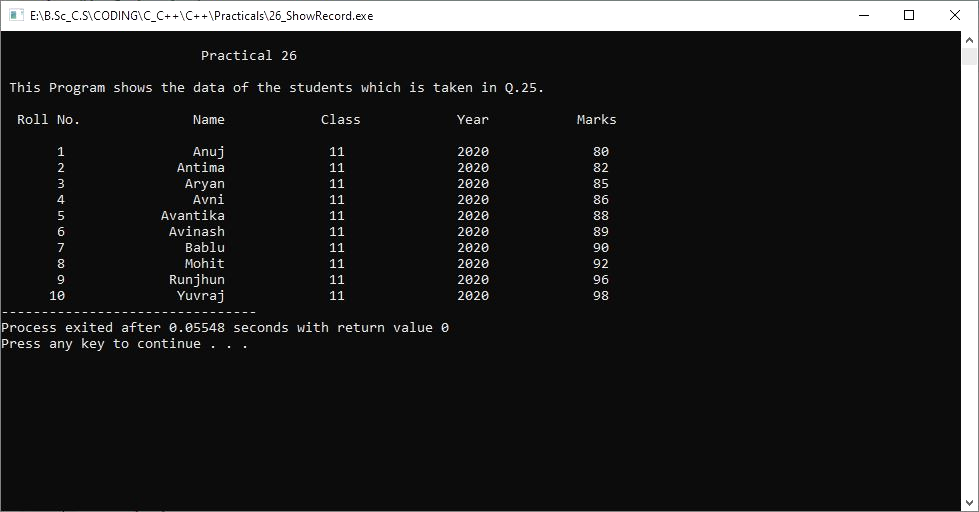 E:\B.Sc_C.S\CODING\C_C++\C++\Practicals\26_ShowRecord.exe
Practical 26
This Program shows the data of the students which is taken in Q.25.
Roll No. Name Class Year Marks
1 Anuj 11 2020 80
2 Antima 11 2020 82
3 Aryan 11 2020 85
4 Avni 11 2020 86
5 Avantika 11 2020 88
6 Avinash 11 2020 89
7 Bablu 11 2020 90
8 Mohit 11 2020 92
9 Runjhun 11 2020 96
10 Yuvraj 11 2020 98
--------------------------------
Process exited after 0.05548 seconds with return value 0
Press any key to continue . . .